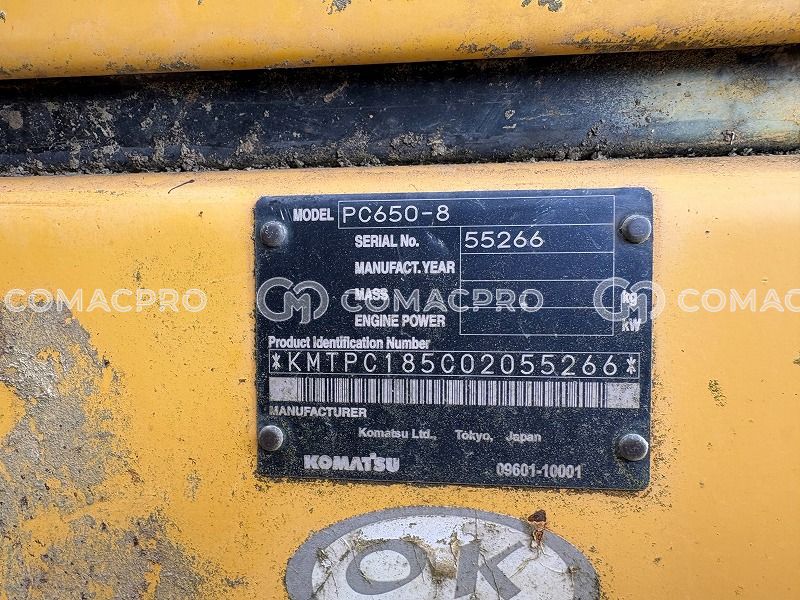 MODEL PC650-8
SERIAL No. 55266
MANUFACT.YEAR
MASS kg
ENGINE POWER kW
Product Identification Number
*KMTPC185C02055266*
MANUFACTURER
Komatsu Ltd., Tokyo, Japan
KOMATSU 09601-10001
OK
COMACPRO COMACPRO COMACPRO